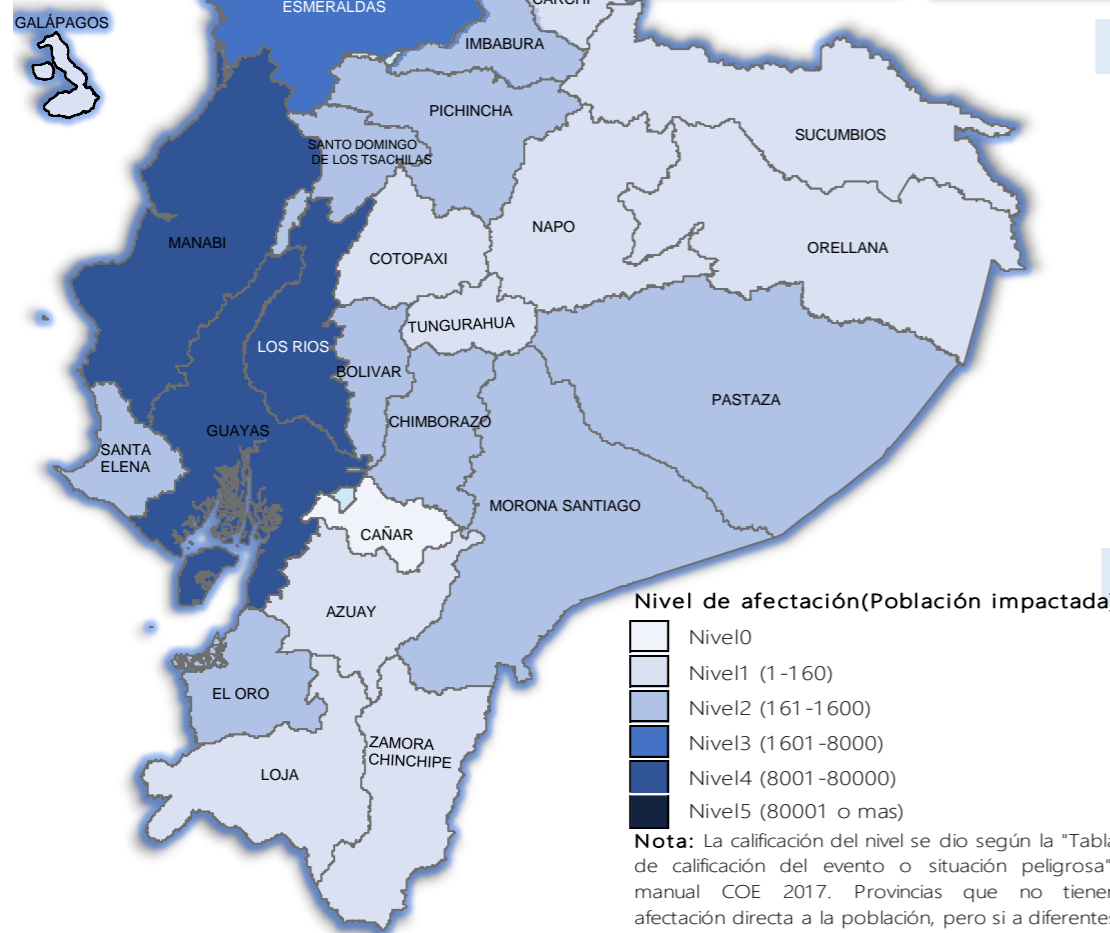 ESMERALDAS
CARCHI
GALÁPAGOS
IMBABURA
PICHINCHA
SUCUMBIOS
SANTO DOMINGO
DE LOS TSACHILAS
NAPO
MANABI
ORELLANA
COTOPAXI
TUNGURAHUA
LOS RIOS
BOLIVAR
PASTAZA
CHIMBORAZO
GUAYAS
SANTA
ELENA
MORONA SANTIAGO
CAÑAR
AZUAY
EL ORO
ZAMORA
CHINCHIPE
LOJA
Nivel de afectación(Población impactada)
Nivel0
Nivel1 (1-160)
Nivel2 (161-1600)
Nivel3 (1601-8000)
Nivel4 (8001-80000)
Nivel5 (80001 o mas)
Nota: La calificación del nivel se dio según la "Tabla
de calificación del evento o situación peligrosa"
manual COE 2017. Provincias que no tienen
afectación directa a la población, pero si a diferentes